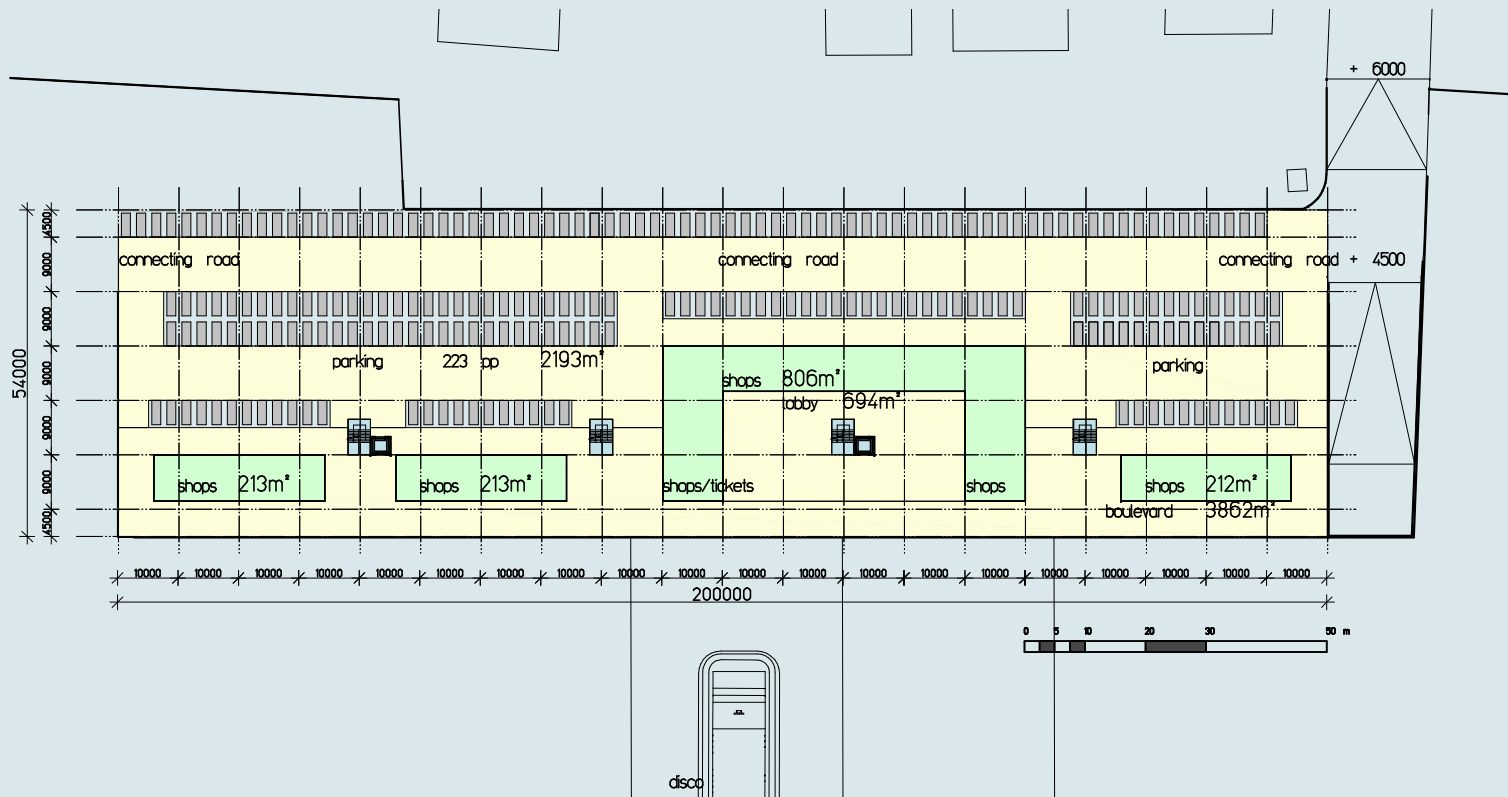 + 6000
connecting road
connecting road
connecting road + 4500
parking 223 pp 2193m²
parking
shops 806m²
lobby 694m²
shops 213m²
shops 213m²
shops/tickets
shops
shops 212m²
boulevard 3862m²
4500
9000
9000
9000
9000
9000
4500
54000
10000 10000 10000 10000 10000 10000 10000 10000 10000 10000 10000 10000 10000 10000 10000 10000 10000 10000 10000 10000
200000
0 5 10 20 30 50 m
disco